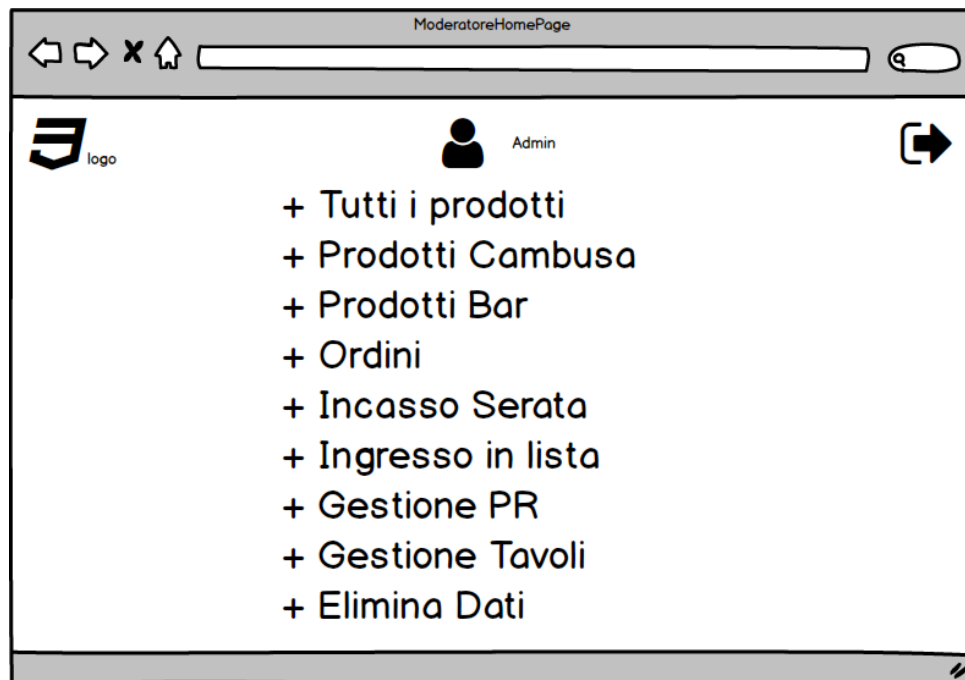 ModeratoreHomePage
logo
Admin
+ Tutti i prodotti
+ Prodotti Cambusa
+ Prodotti Bar
+ Ordini
+ Incasso Serata
+ Ingresso in lista
+ Gestione PR
+ Gestione Tavoli
+ Elimina Dati